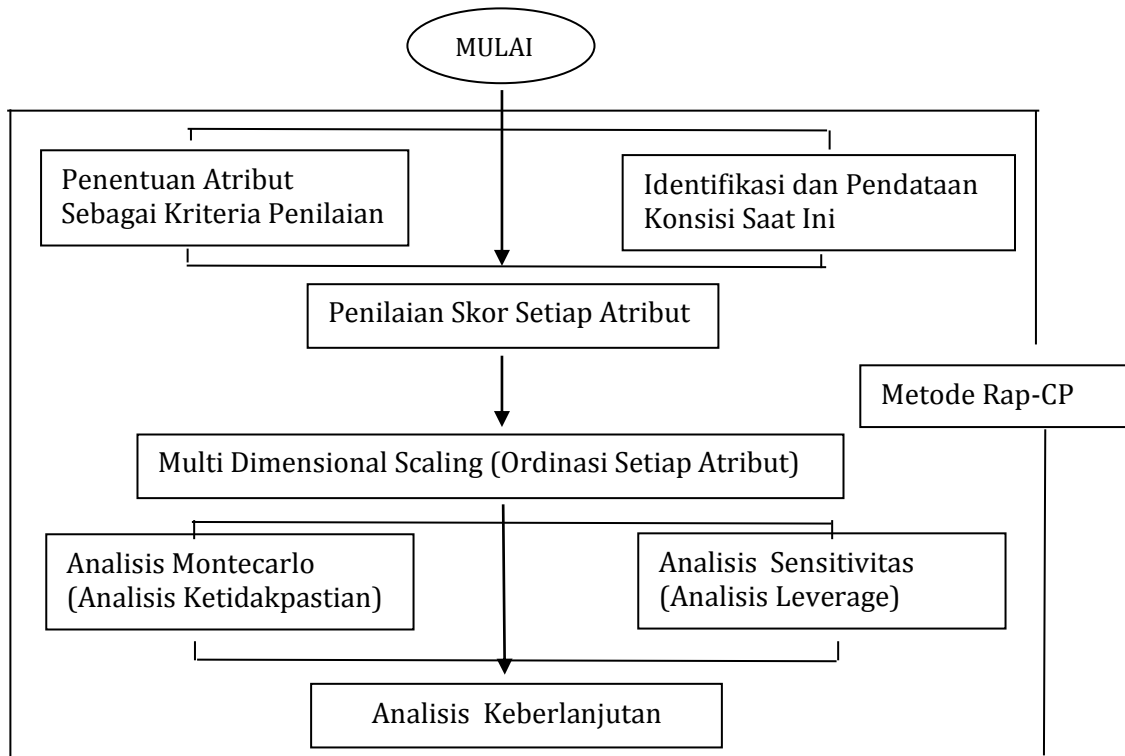 MULAI
Penentuan Atribut
Sebagai Kriteria Penilaian
Identifikasi dan Pendataan
Konsisi Saat Ini
Penilaian Skor Setiap Atribut
Metode Rap-CP
Multi Dimensional Scaling (Ordinasi Setiap Atribut)
Analisis Montecarlo
(Analisis Ketidakpastian)
Analisis Sensitivitas
(Analisis Leverage)
Analisis Keberlanjutan